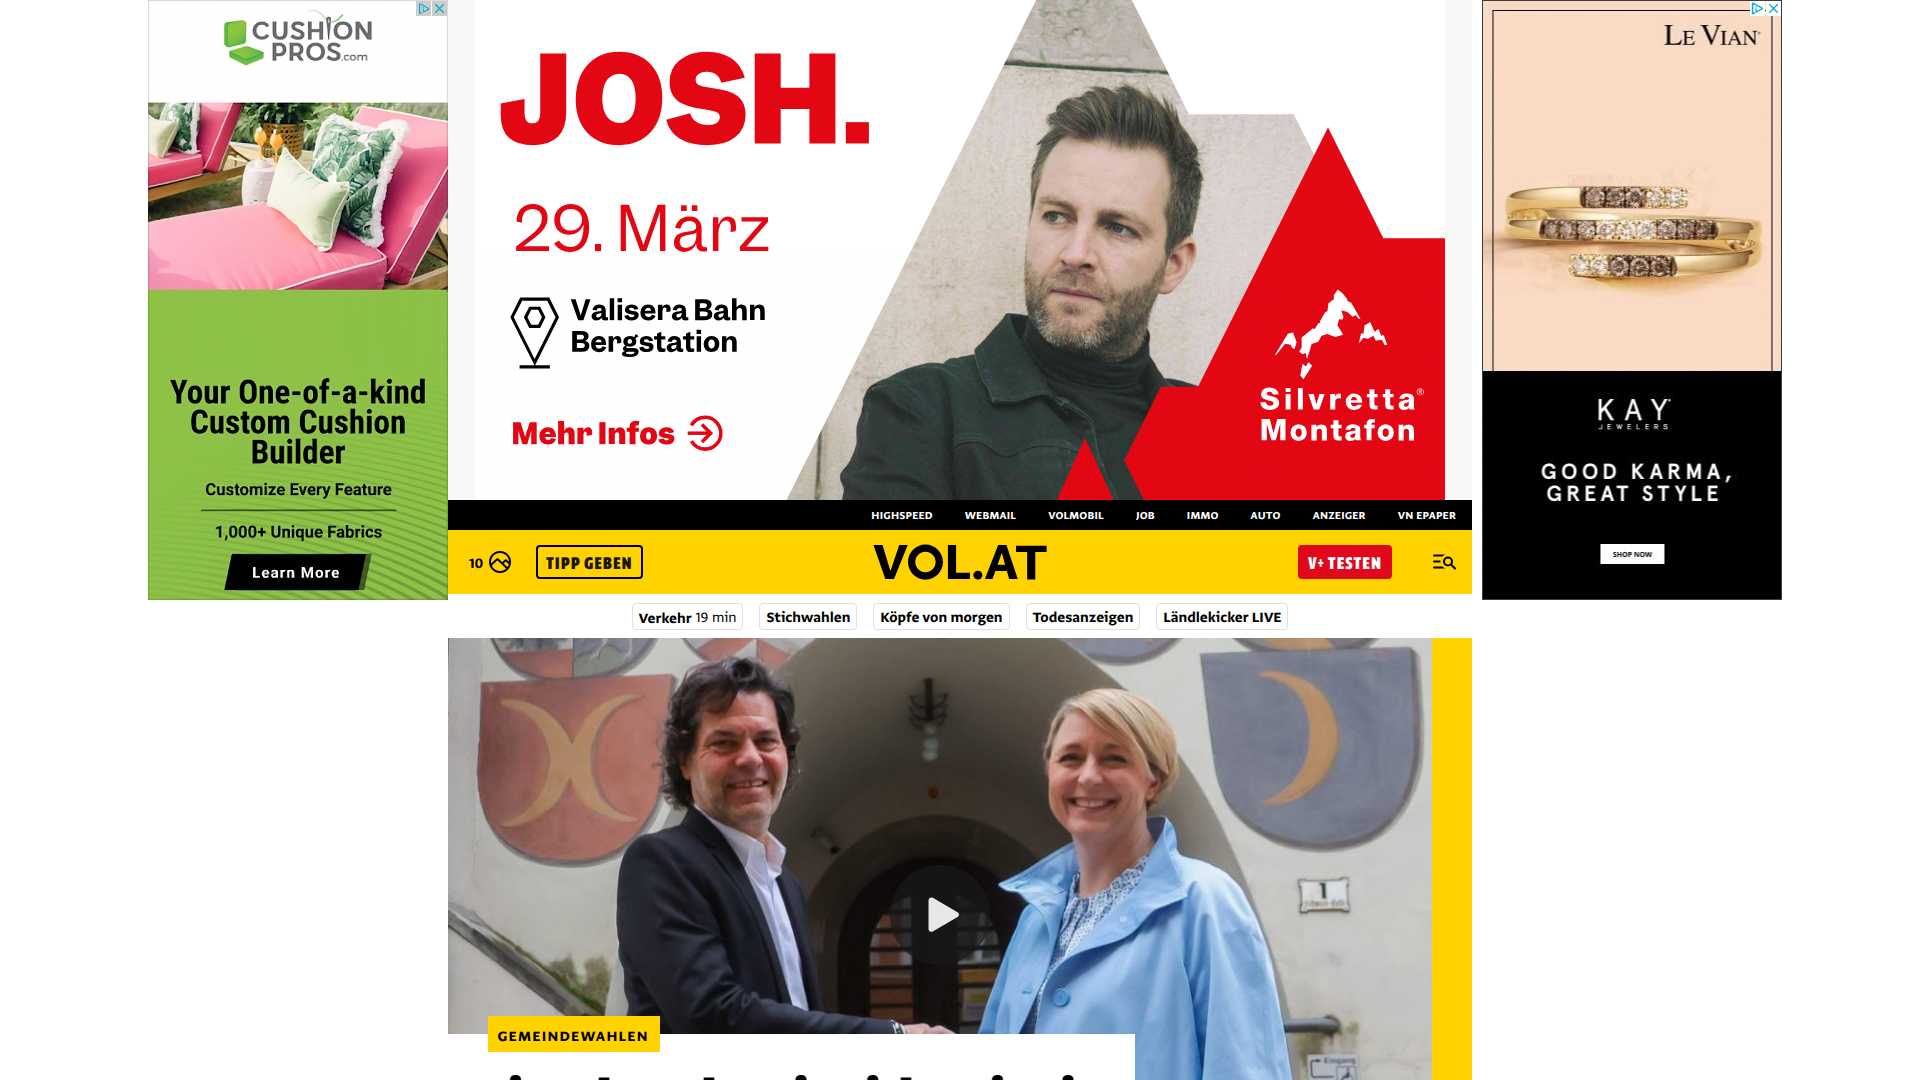 CUSHION
PROS.com
Your One-of-a-kind
Custom Cushion
Builder
Customize Every Feature
1,000+ Unique Fabrics
Learn More
JOSH.
29. März
Valisera Bahn
Bergstation
Mehr Infos
Silvretta®
Montafon
LE VIAN®
KAY
JEWELERS
GOOD KARMA,
GREAT STYLE
SHOP NOW
HIGHSPEED WEBMAIL VOLMOBIL JOB IMMO AUTO ANZEIGER VN EPAPER
10 TIPP GEBEN VOL.AT V+ TESTEN
Verkehr 19 min Stichwahlen Köpfe von morgen Todesanzeigen Ländlekicker LIVE
1
Eingang
GEMEINDEWAHLEN